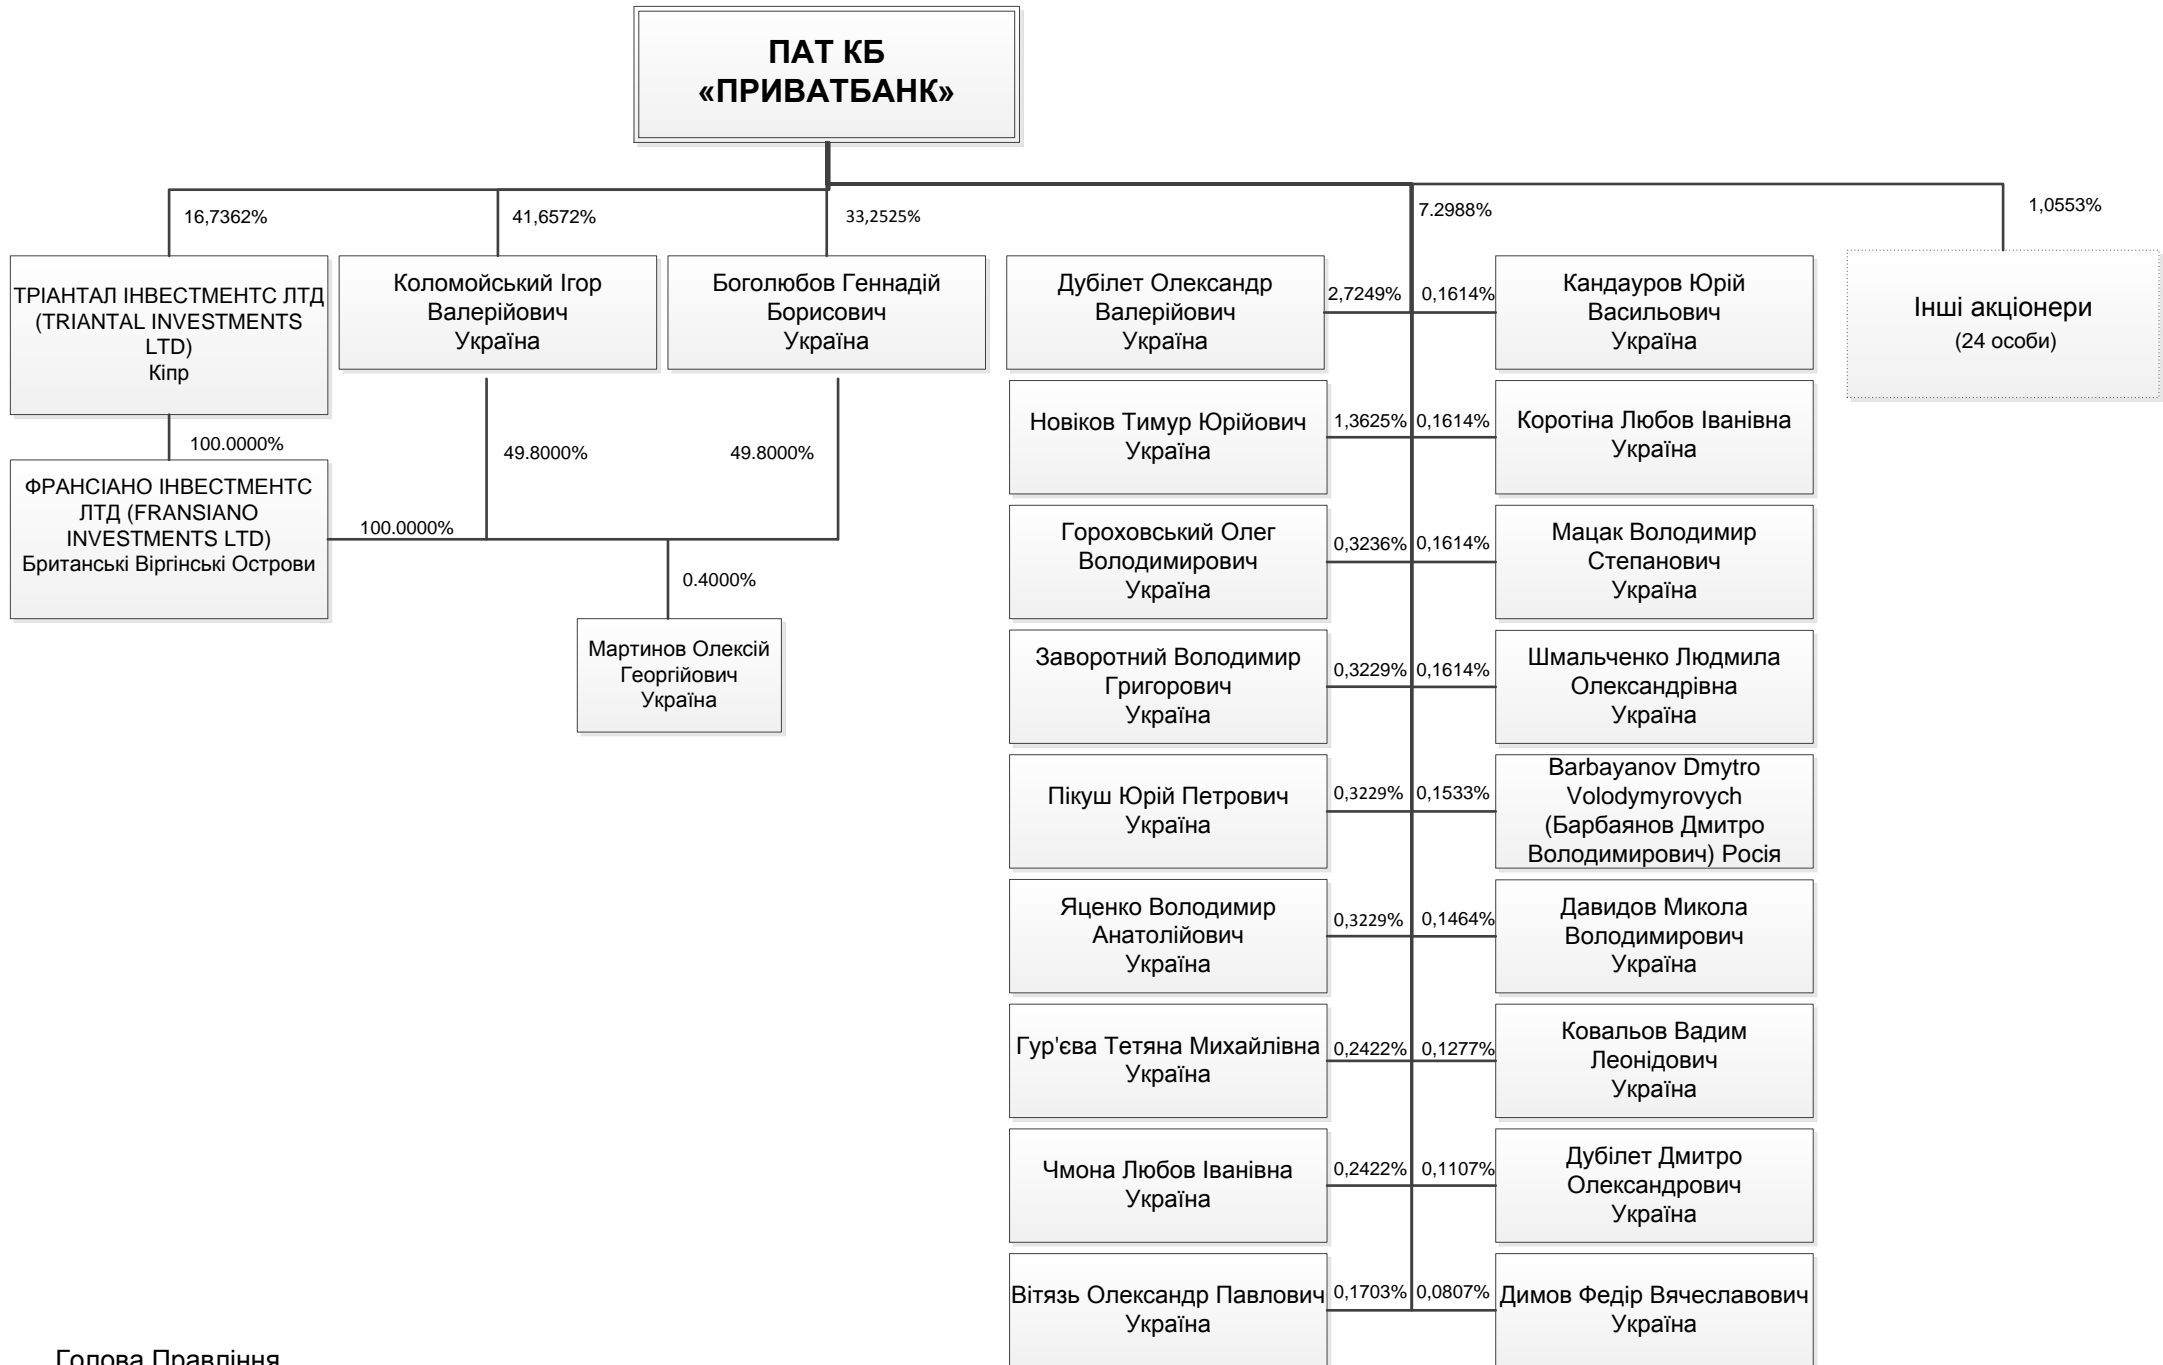 ПАТ КБ
«ПРИВАТБАНК»
16,7362%
41,6572%
33,2525%
7.2988%
1,0553%
ТРІАНТАЛ ІНВЕСТМЕНТС ЛТД
(TRIANTAL INVESTMENTS
LTD)
Кіпр
Коломойський Ігор
Валерійович
Україна
Боголюбов Геннадій
Борисович
Україна
100.0000%
49.8000%
49.8000%
ФРАНСІАНО ІНВЕСТМЕНТС
ЛТД (FRANSIANO
INVESTMENTS LTD)
Британські Віргінські Острови
100.0000%
0.4000%
Мартинов Олексій
Георгійович
Україна
Дубілет Олександр
Валерійович
Україна
2,7249%
0,1614%
Кандауров Юрій
Васильович
Україна
Інші акціонери
(24 особи)
Новіков Тимур Юрійович
Україна
1,3625%
0,1614%
Коротіна Любов Іванівна
Україна
Гороховський Олег
Володимирович
Україна
0,3236%
0,1614%
Мацак Володимир
Степанович
Україна
Заворотний Володимир
Григорович
Україна
0,3229%
0,1614%
Шмальченко Людмила
Олександрівна
Україна
Пікуш Юрій Петрович
Україна
0,3229%
0,1533%
Barbayanov Dmytro
Volodymyrovych
(Барбаянов Дмитро
Володимирович) Росія
Яценко Володимир
Анатолійович
Україна
0,3229%
0,1464%
Давидов Микола
Володимирович
Україна
Гур'єва Тетяна Михайлівна
Україна
0,2422%
0,1277%
Ковальов Вадим
Леонідович
Україна
Чмона Любов Іванівна
Україна
0,2422%
0,1107%
Дубілет Дмитро
Олександрович
Україна
Вітязь Олександр Павлович
Україна
0,1703%
0,0807%
Димов Федір Вячеславович
Україна
Голова Правління